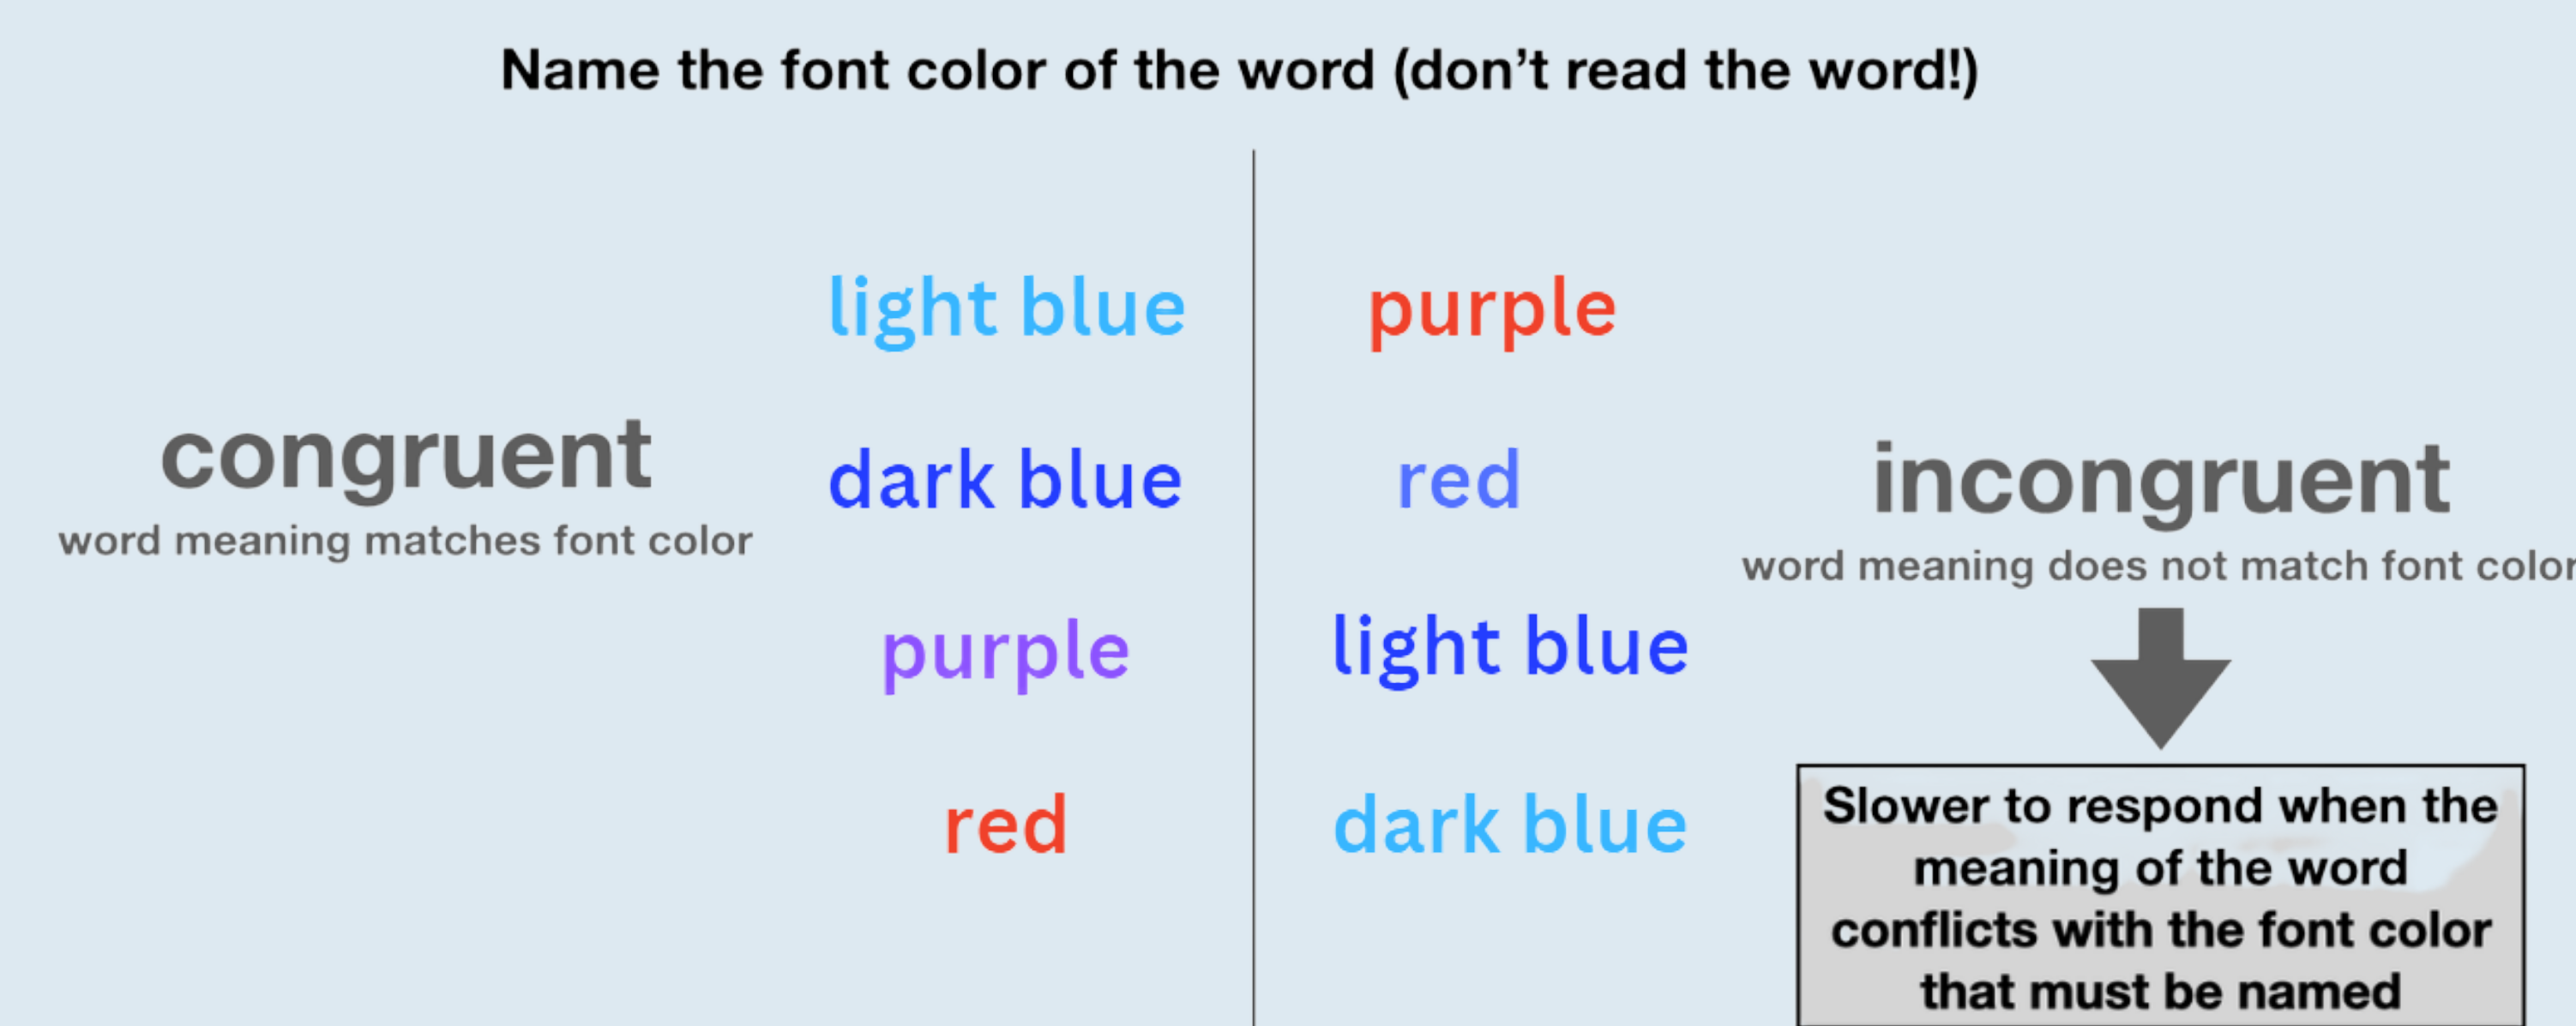 Name the font color of the word (don’t read the word!)
congruent
word meaning matches font color
light blue
dark blue
purple
red
purple
red
light blue
dark blue
incongruent
word meaning does not match font color
Slower to respond when the
meaning of the word
conflicts with the font color
that must be named